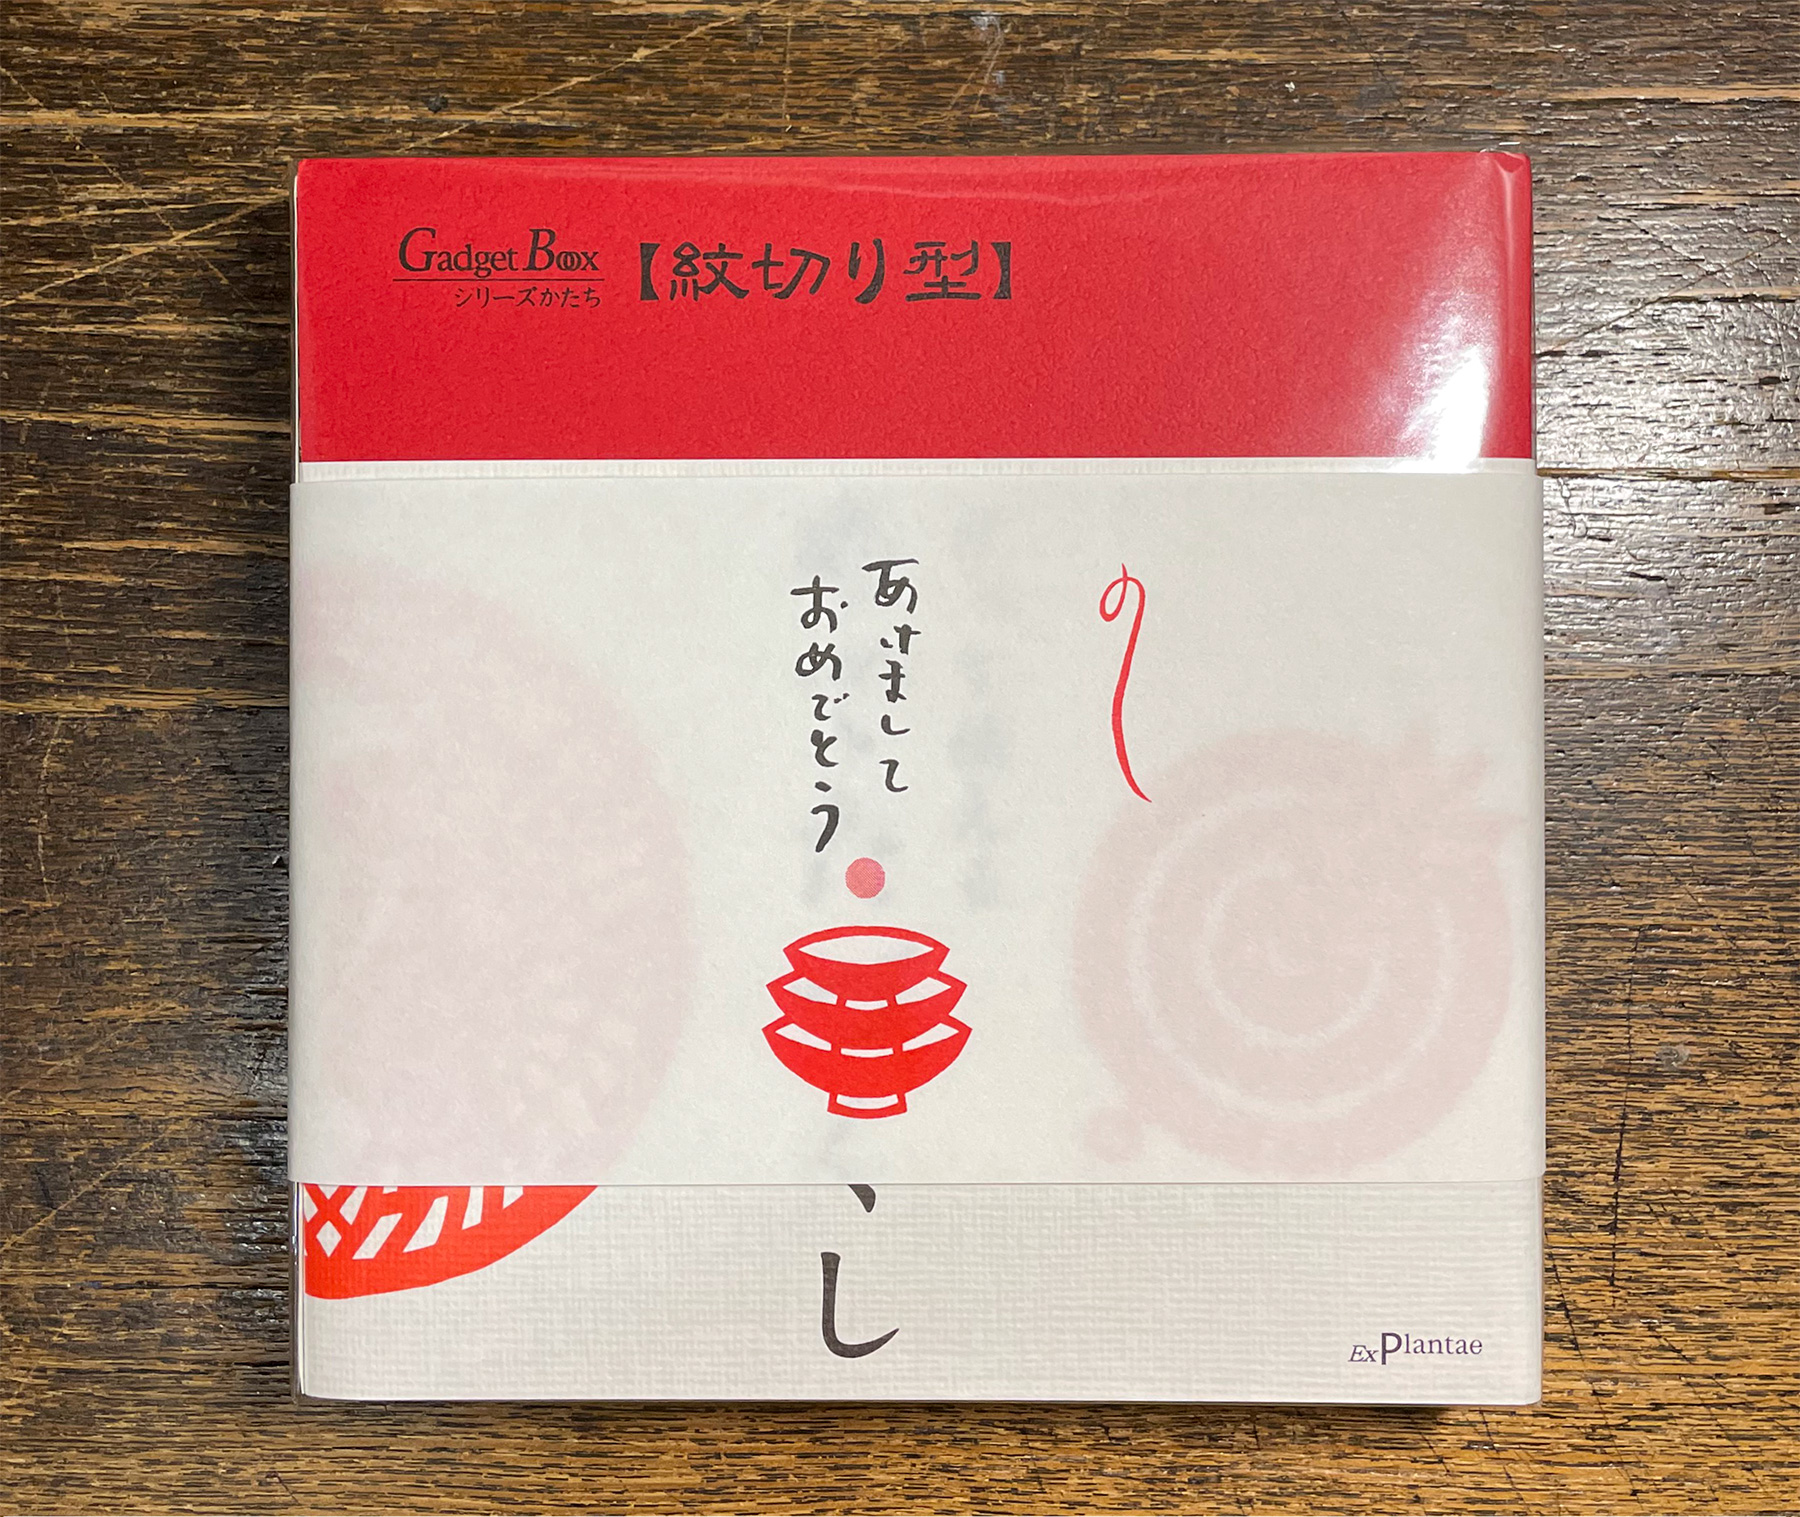 Gadget Box
シリーズかたち
【紋切り型】
のし
あけまして
おめでとう
し
Ex Plantae